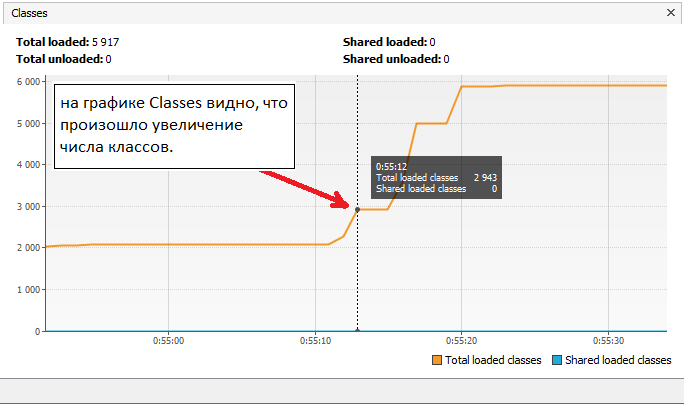 Classes
Total loaded: 5 917
Shared loaded: 0
Total unloaded: 0
Shared unloaded: 0
6 000
5 000
4 000
3 000
2 000
1 000
0
на графике Classes видно, что
произошло увеличение
числа классов.
0:55:12
Total loaded classes 2 943
Shared loaded classes 0
0:55:00
0:55:10
0:55:20
0:55:30
Total loaded classes
Shared loaded classes